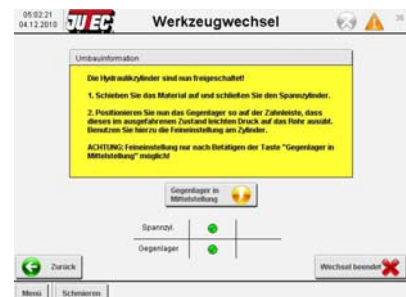 05:02:21
04.12.2010
JUTEC
Werkzeugwechsel
Umbauinformation
Die Hydraulikzylinder sind nun freigeschaltet!
1. Schieben Sie das Material auf und schließen Sie den Spannzylinder.
2. Positionieren Sie nun das Gegenlager so auf der Zahnleiste, dass
dieses im ausgefahrenen Zustand leichten Druck auf das Rohr ausübt.
Benutzen Sie hierzu die Feineinstellung am Zylinder.
ACHTUNG: Feineinstellung nur nach Betätigen der Taste "Gegenlager in
Mittelstellung" möglich!
Gegenlager in
Mittelstellung
Spannzyl.
Gegenlager
Zurück
Wechsel beendet
Menü
Schmieren